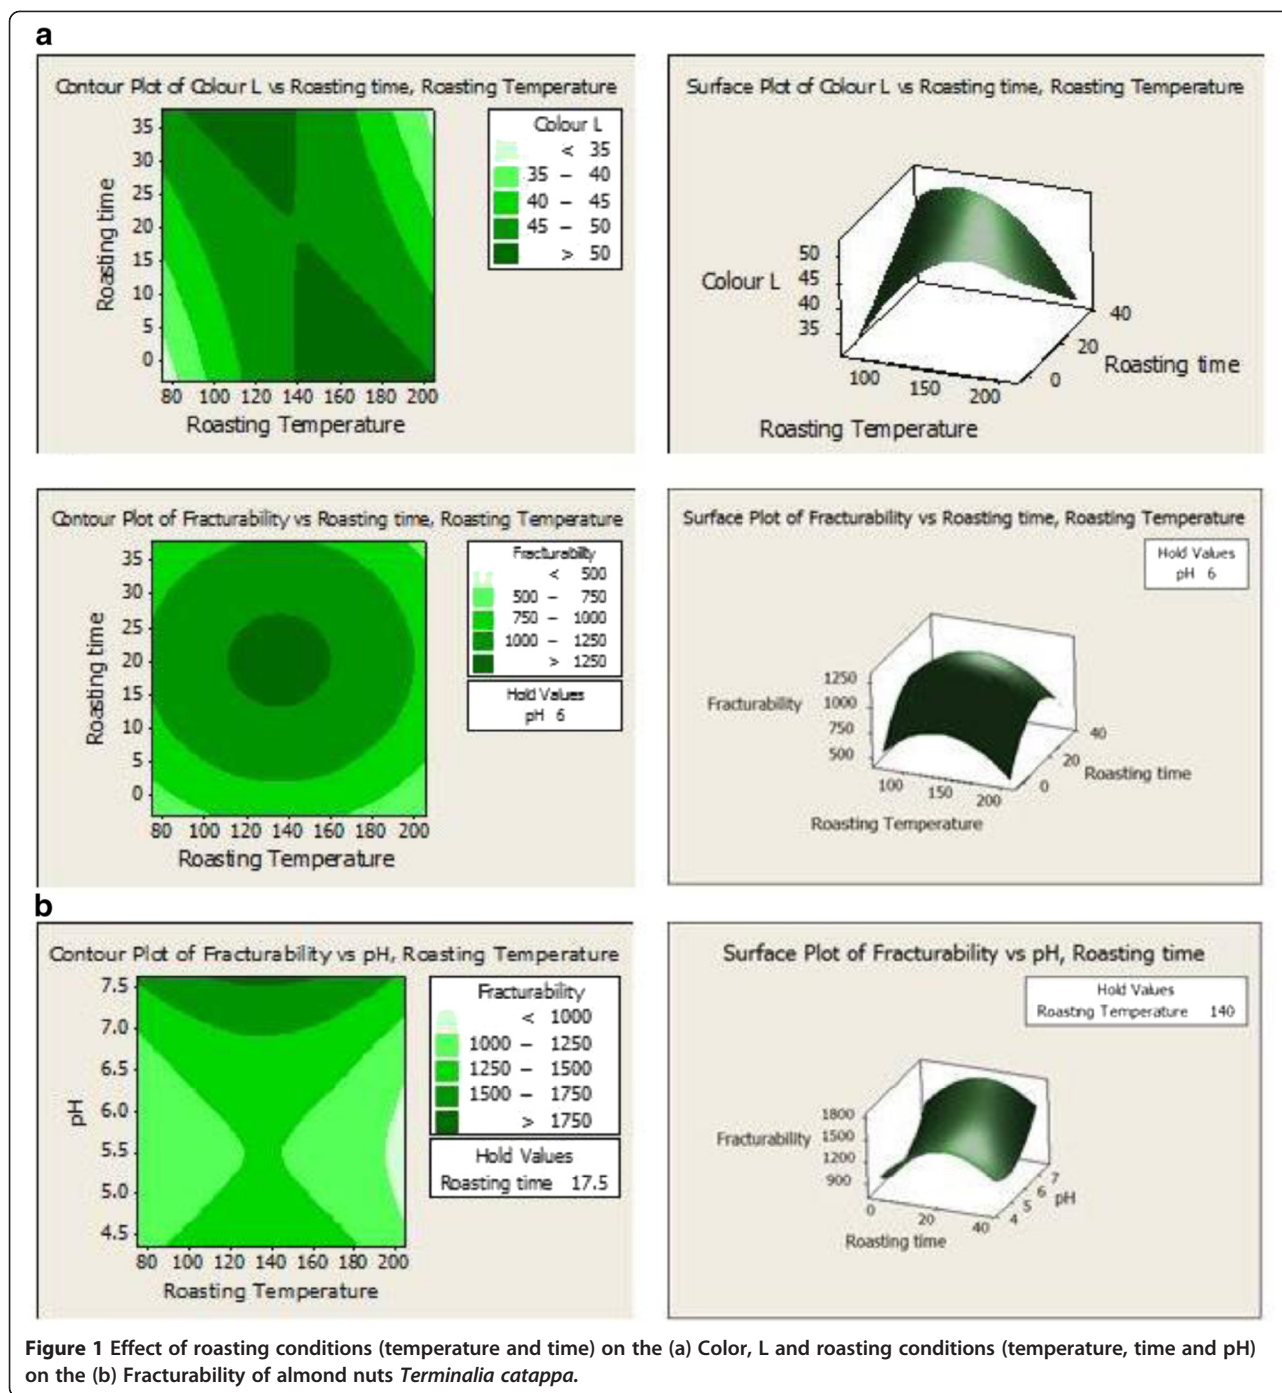 a
Contour Plot of Colour L vs Roasting time, Roasting Temperature
35
30
25
20
15
10
5
0
Roasting time
80 100 120 140 160 180 200
Roasting Temperature
Colour L
< 35
35 – 40
40 – 45
45 – 50
> 50
Surface Plot of Colour L vs Roasting time, Roasting Temperature
Colour L
50
45
40
35
100 150 200
Roasting Temperature
0
20
40
Roasting time
Contour Plot of Fracturability vs Roasting time, Roasting Temperature
35
30
25
20
15
10
5
0
Roasting time
80 100 120 140 160 180 200
Roasting Temperature
Fracturability
< 500
500 – 750
750 – 1000
1000 – 1250
> 1250
Hold Values
pH 6
Surface Plot of Fracturability vs Roasting time, Roasting Temperature
Hold Values
pH 6
Fracturability
1250
1000
750
500
100 150 200
Roasting Temperature
0
20
40
Roasting time
b
Contour Plot of Fracturability vs pH, Roasting Temperature
7.5
7.0
6.5
6.0
5.5
5.0
4.5
pH
80 100 120 140 160 180 200
Roasting Temperature
Fracturability
< 1000
1000 – 1250
1250 – 1500
1500 – 1750
> 1750
Hold Values
Roasting time 17.5
Surface Plot of Fracturability vs pH, Roasting time
Hold Values
Roasting Temperature 140
Fracturability
1800
1500
1200
900
0 20 40
Roasting time
4
5
6
7
pH
Figure 1 Effect of roasting conditions (temperature and time) on the (a) Color, L and roasting conditions (temperature, time and pH)
on the (b) Fracturability of almond nuts Terminalia catappa.